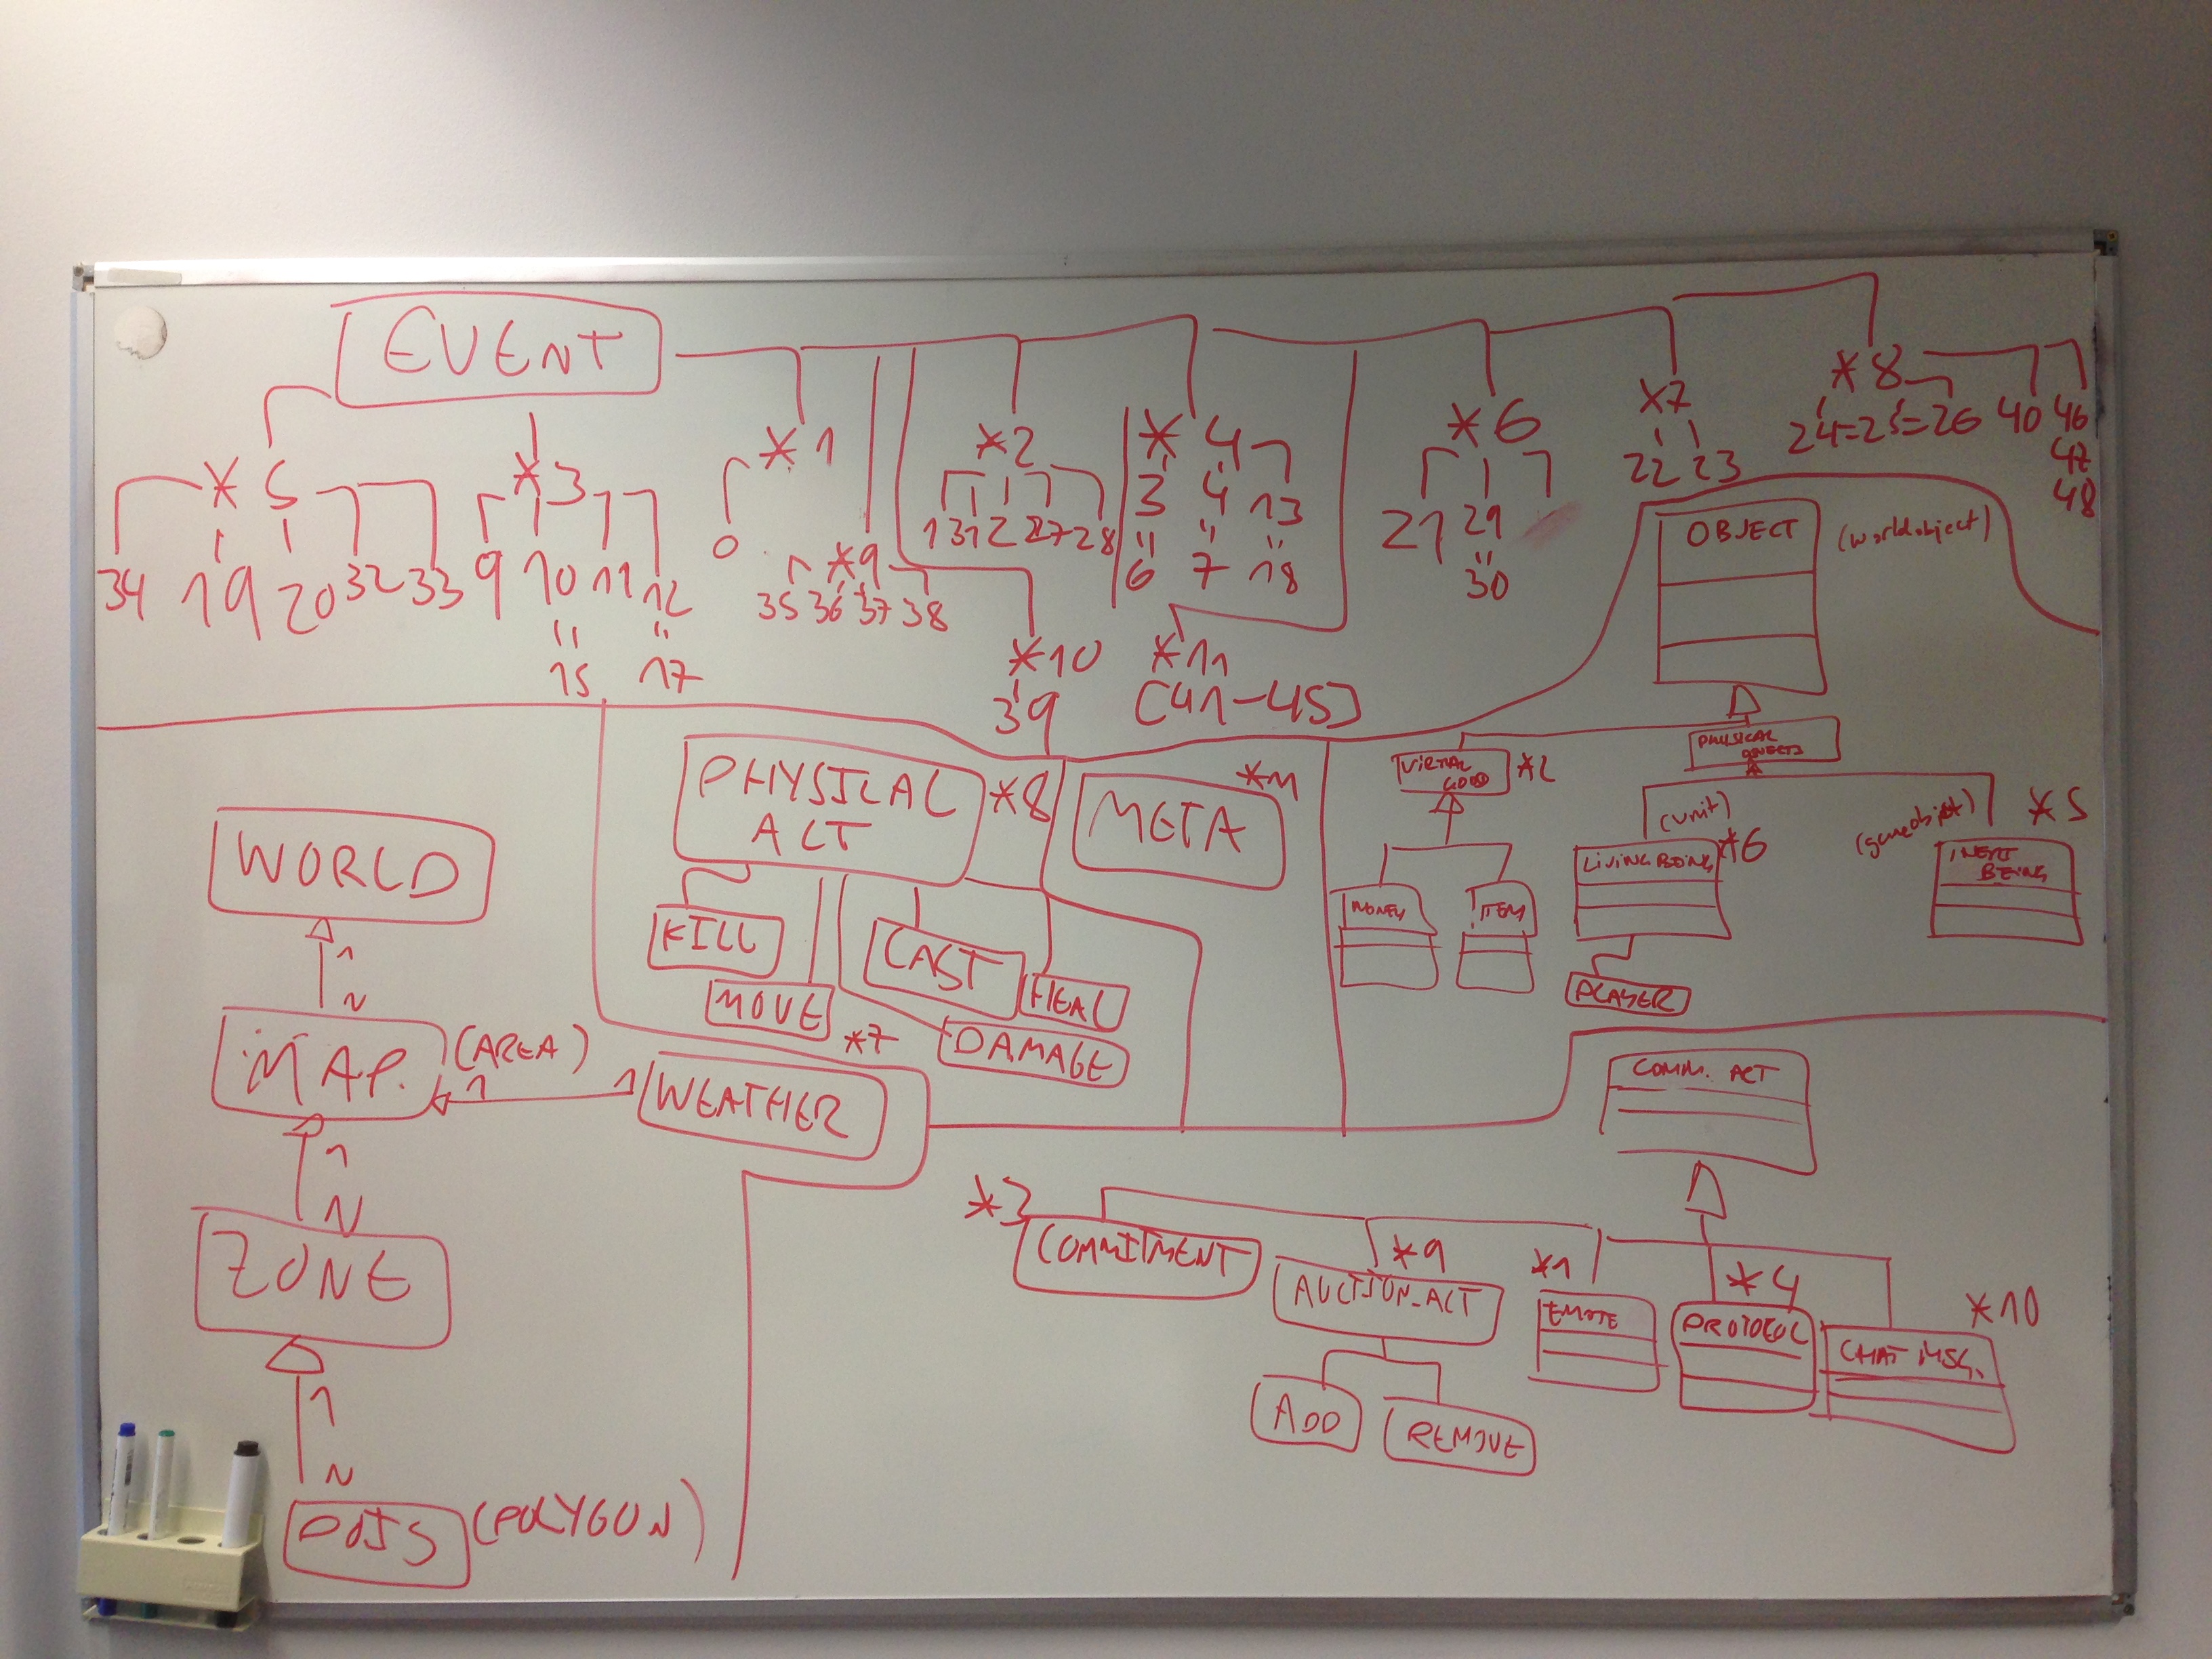 EVENT
*5
34 19 20 32 33
*3
9 10 11 12
" "
15 17
*1
0
*9
35 36 37 38
*2
1 31 2 27 28
*4
3 4 13
" " "
6 7 18
*10
39
*11
[41-45]
*6
21 29
"
30
*7
22 23
*8
24=25=26 40 46
47
48
OBJECT (worldobject)
PHYSICAL
OBJECTS
VIRTUAL *2
GOOD
MONEY ITEM
(unit)
LIVING BEING *6
PLAYER
(gameobject) *5
INERT
BEING
WORLD
1
N
MAP. (AREA)
1 1
WEATHER *7
1
N
ZONE
1
N
POIS (POLYGON)
PHYSICAL *8
ACT
KILL
MOVE
CAST
HEAL
DAMAGE
META *11
COMM. ACT
*3
COMMITMENT
*9
AUCTION_ACT
ADD REMOVE
*1
EMOTE
*4
PROTOCOL
*10
CHAT MSG.